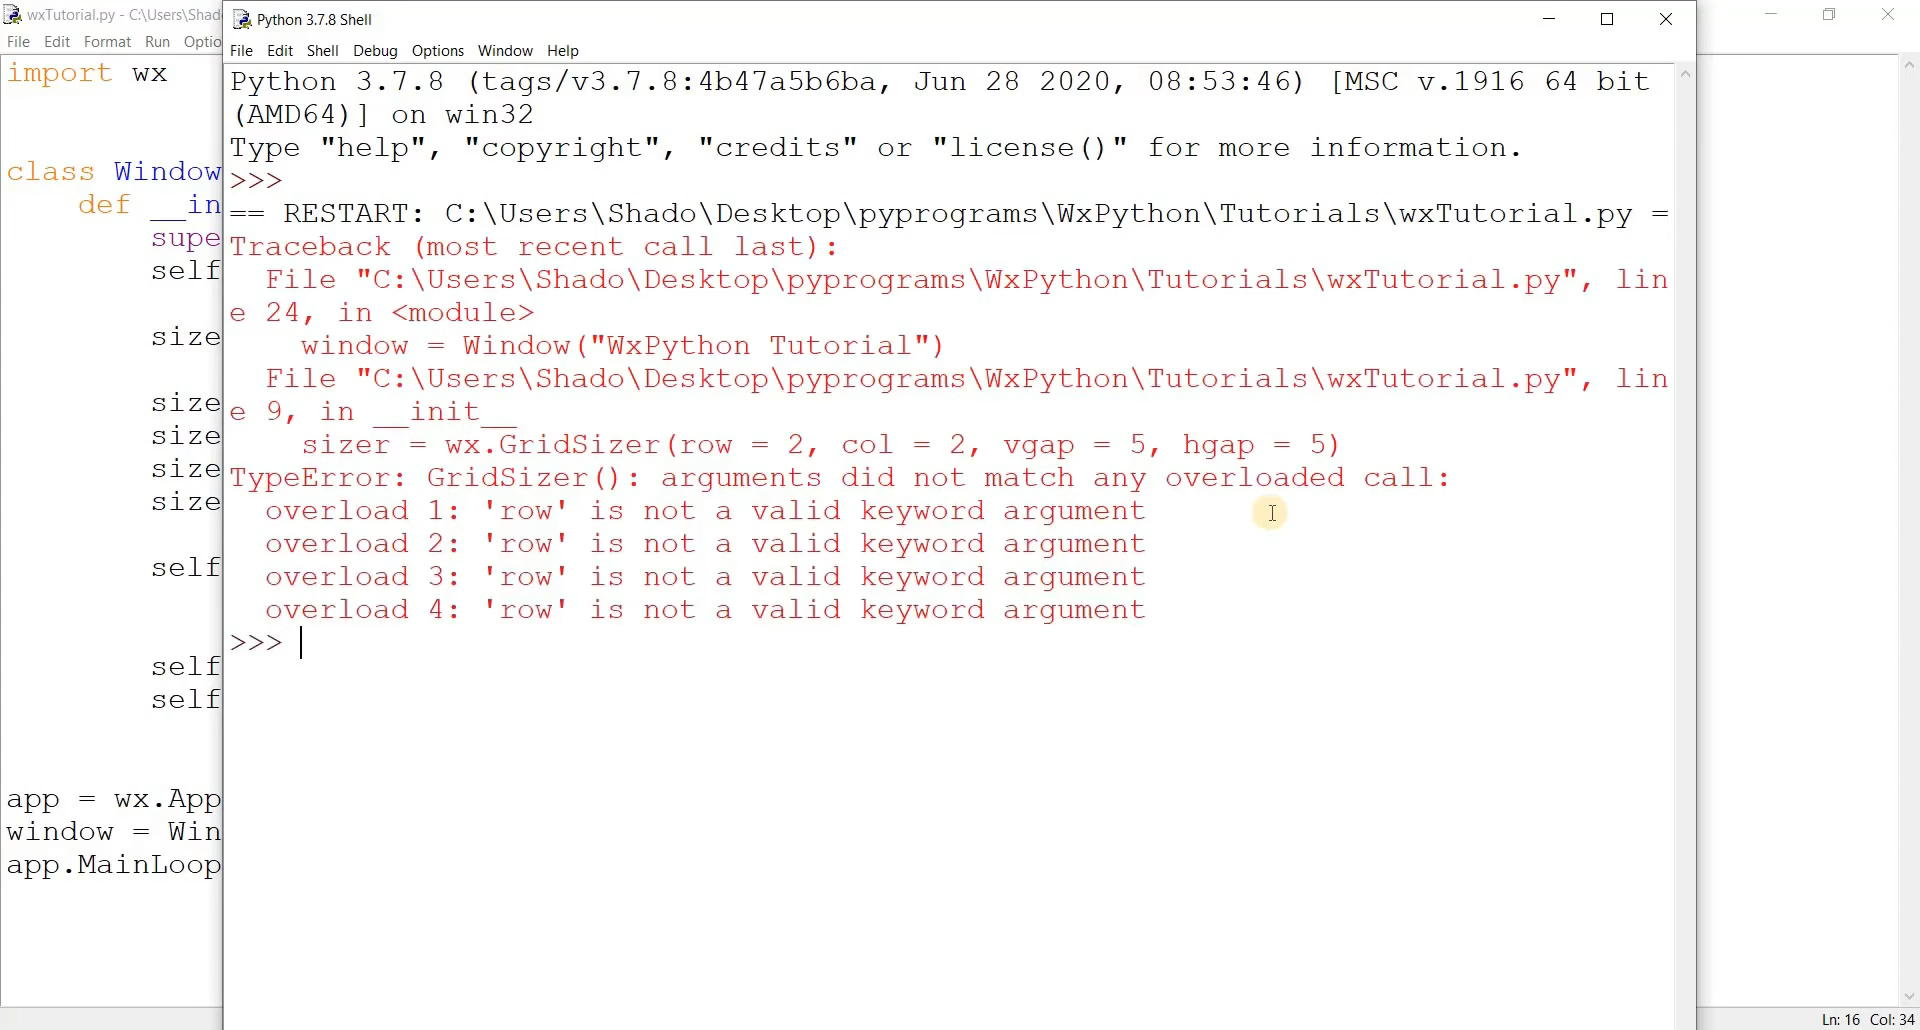 wxTutorial.py - C:\Users\Shad
File Edit Format Run Optio
import wx
class Window
def __in
supe
self
size
size
size
size
size
self
self
self
app = wx.App
window = Win
app.MainLoop
Python 3.7.8 Shell
File Edit Shell Debug Options Window Help
Python 3.7.8 (tags/v3.7.8:4b47a5b6ba, Jun 28 2020, 08:53:46) [MSC v.1916 64 bit
(AMD64)] on win32
Type "help", "copyright", "credits" or "license()" for more information.
>>>
== RESTART: C:\Users\Shado\Desktop\pyprograms\WxPython\Tutorials\wxTutorial.py =
Traceback (most recent call last):
  File "C:\Users\Shado\Desktop\pyprograms\WxPython\Tutorials\wxTutorial.py", lin
e 24, in <module>
    window = Window("WxPython Tutorial")
  File "C:\Users\Shado\Desktop\pyprograms\WxPython\Tutorials\wxTutorial.py", lin
e 9, in __init__
    sizer = wx.GridSizer(row = 2, col = 2, vgap = 5, hgap = 5)
TypeError: GridSizer(): arguments did not match any overloaded call:
  overload 1: 'row' is not a valid keyword argument
  overload 2: 'row' is not a valid keyword argument
  overload 3: 'row' is not a valid keyword argument
  overload 4: 'row' is not a valid keyword argument
>>>
Ln: 16 Col: 34